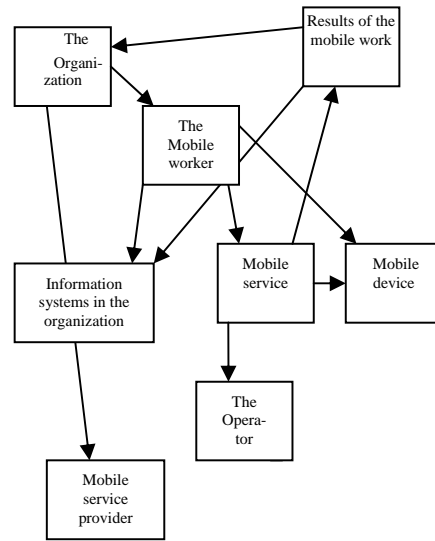 Results of the
mobile work
The
Organi-
zation
The
Mobile
worker
Information
systems in the
organization
Mobile
service
Mobile
device
The
Opera-
tor
Mobile
service
provider